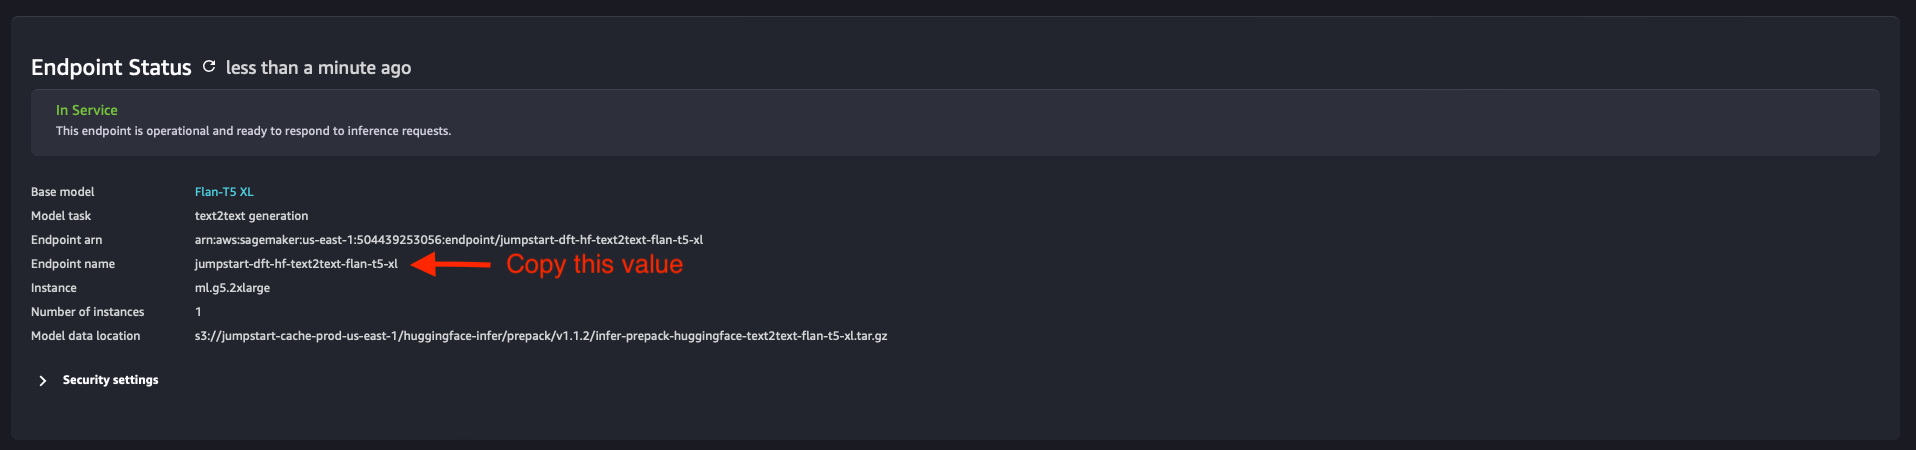 Endpoint Status less than a minute ago
In Service
This endpoint is operational and ready to respond to inference requests.
Base model Flan-T5 XL
Model task text2text generation
Endpoint arn arn:aws:sagemaker:us-east-1:504439253056:endpoint/jumpstart-dft-hf-text2text-flan-t5-xl
Endpoint name jumpstart-dft-hf-text2text-flan-t5-xl Copy this value
Instance ml.g5.2xlarge
Number of instances 1
Model data location s3://jumpstart-cache-prod-us-east-1/huggingface-infer/prepack/v1.1.2/infer-prepack-huggingface-text2text-flan-t5-xl.tar.gz
Security settings